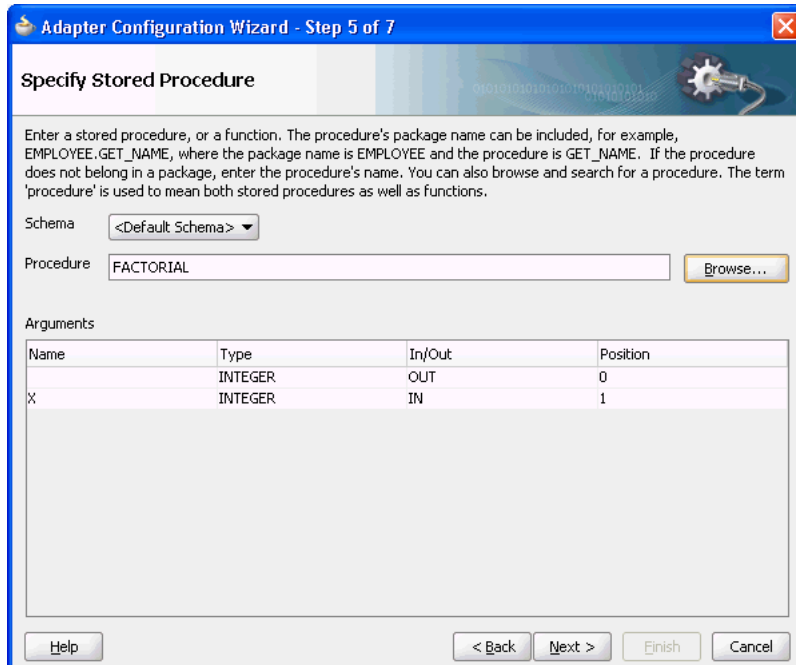 Adapter Configuration Wizard - Step 5 of 7
Specify Stored Procedure
Enter a stored procedure, or a function. The procedure's package name can be included, for example,
EMPLOYEE.GET_NAME, where the package name is EMPLOYEE and the procedure is GET_NAME. If the procedure
does not belong in a package, enter the procedure's name. You can also browse and search for a procedure. The term
'procedure' is used to mean both stored procedures as well as functions.
Schema <Default Schema>
Procedure FACTORIAL Browse...
Arguments
Name Type In/Out Position
INTEGER OUT 0
X INTEGER IN 1
Help < Back Next > Finish Cancel